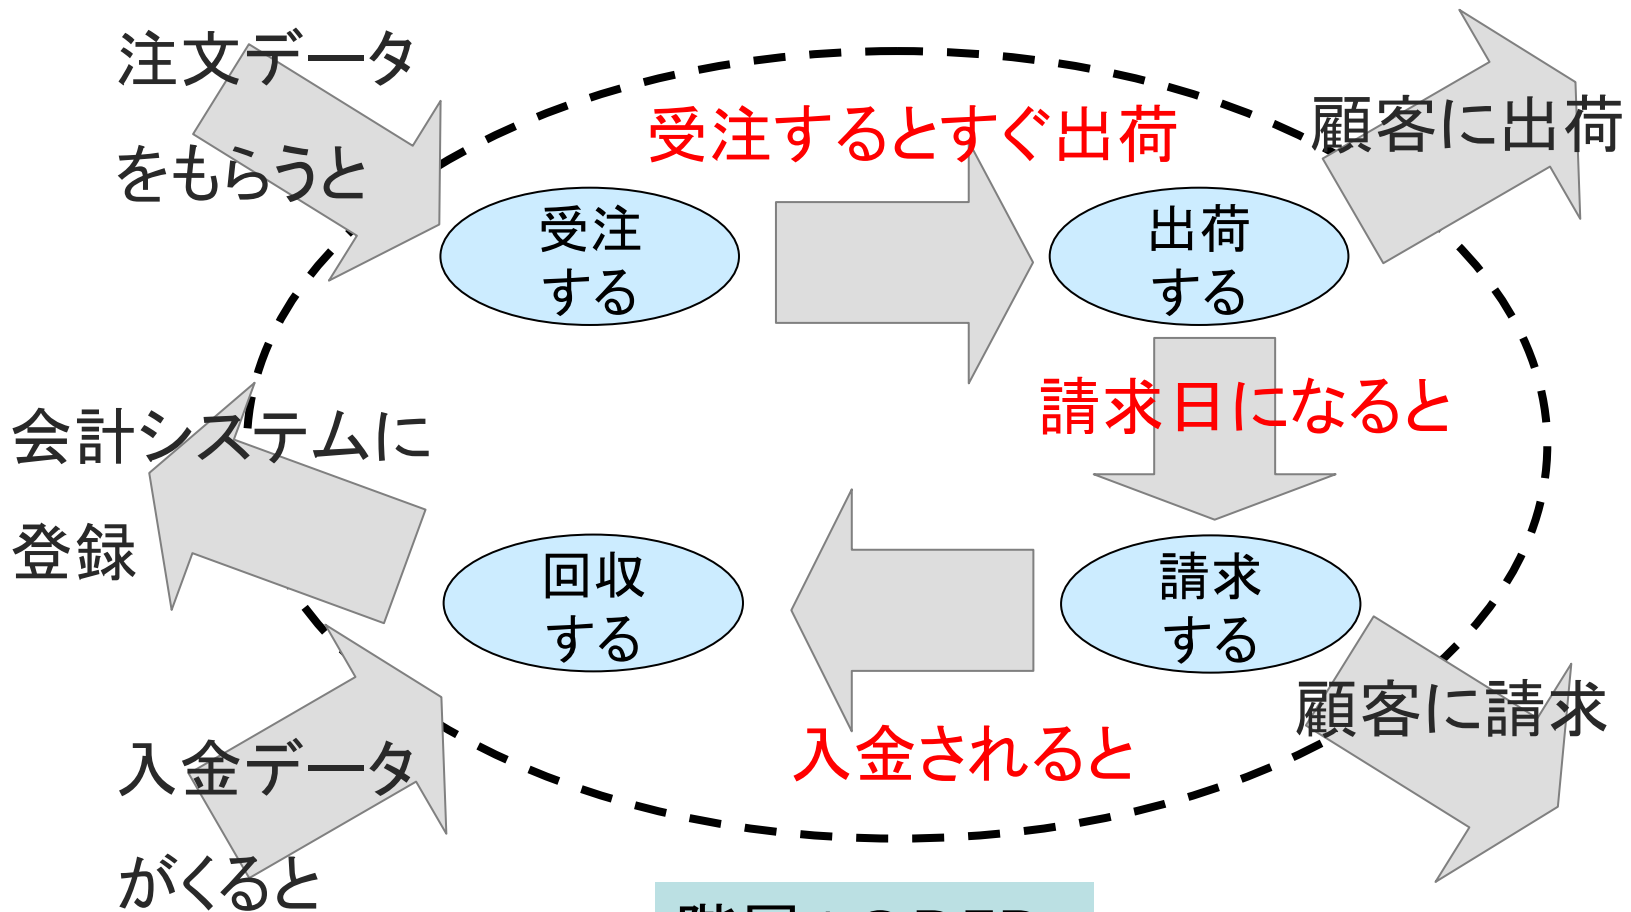 注文データ
をもらうと
受注するとすぐ出荷
顧客に出荷
受注
する
出荷
する
請求日になると
会計システムに
登録
回収
する
請求
する
顧客に請求
入金されると
入金データ
がくると